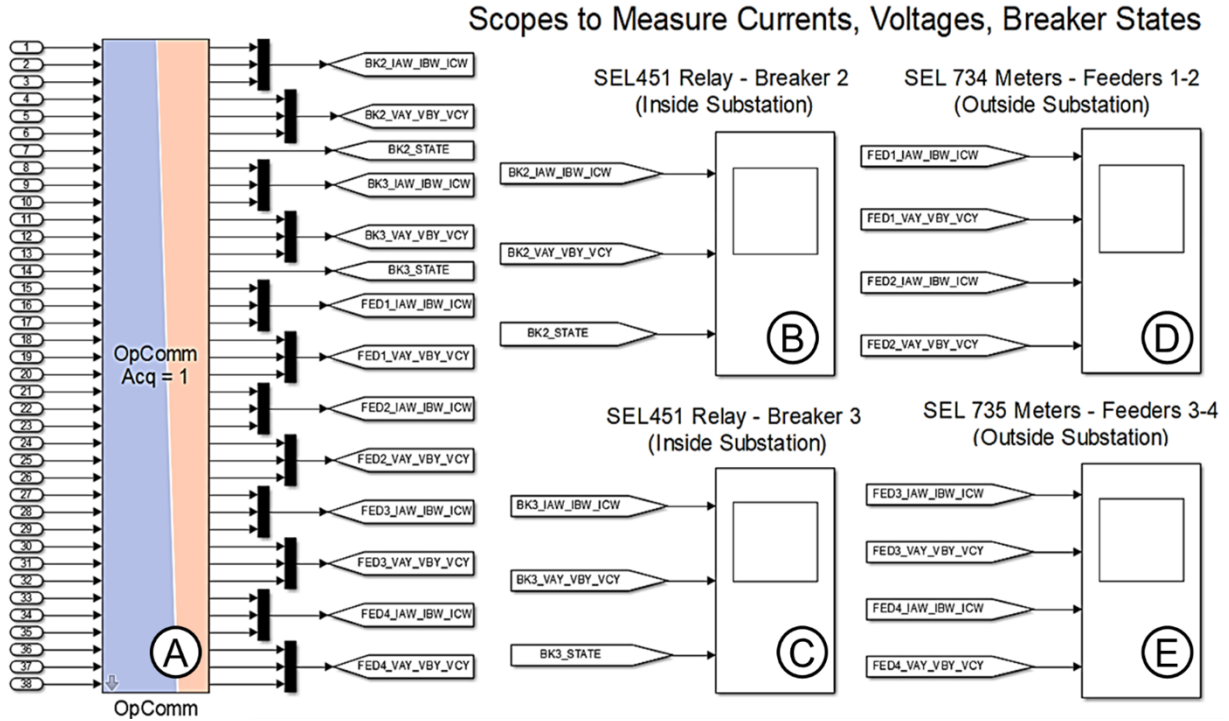 Scopes to Measure Currents, Voltages, Breaker States
1
2
3
4
5
6
7
8
9
10
11
12
13
14
15
16
17
18
19
20
21
22
23
24
25
26
27
28
29
30
31
32
33
34
35
36
37
38
OpComm
Acq = 1
A
OpComm
BK2_IAW_IBW_ICW
BK2_VAY_VBY_VCY
BK2_STATE
BK3_IAW_IBW_ICW
BK3_VAY_VBY_VCY
BK3_STATE
FED1_IAW_IBW_ICW
FED1_VAY_VBY_VCY
FED2_IAW_IBW_ICW
FED2_VAY_VBY_VCY
FED3_IAW_IBW_ICW
FED3_VAY_VBY_VCY
FED4_IAW_IBW_ICW
FED4_VAY_VBY_VCY
SEL451 Relay - Breaker 2
(Inside Substation)
BK2_IAW_IBW_ICW
BK2_VAY_VBY_VCY
BK2_STATE
B
SEL 734 Meters - Feeders 1-2
(Outside Substation)
FED1_IAW_IBW_ICW
FED1_VAY_VBY_VCY
FED2_IAW_IBW_ICW
FED2_VAY_VBY_VCY
D
SEL451 Relay - Breaker 3
(Inside Substation)
BK3_IAW_IBW_ICW
BK3_VAY_VBY_VCY
BK3_STATE
C
SEL 735 Meters - Feeders 3-4
(Outside Substation)
FED3_IAW_IBW_ICW
FED3_VAY_VBY_VCY
FED4_IAW_IBW_ICW
FED4_VAY_VBY_VCY
E